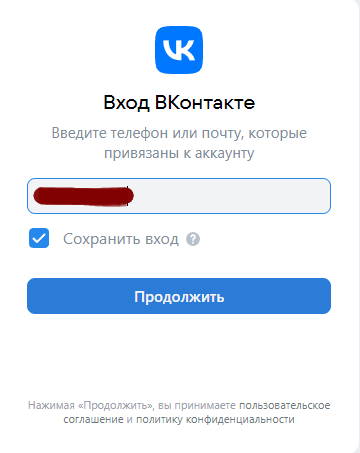 VK
Вход ВКонтакте
Введите телефон или почту, которые
привязаны к аккаунту
Сохранить вход ?
Продолжить
Нажимая «Продолжить», вы принимаете пользовательское
соглашение и политику конфиденциальности